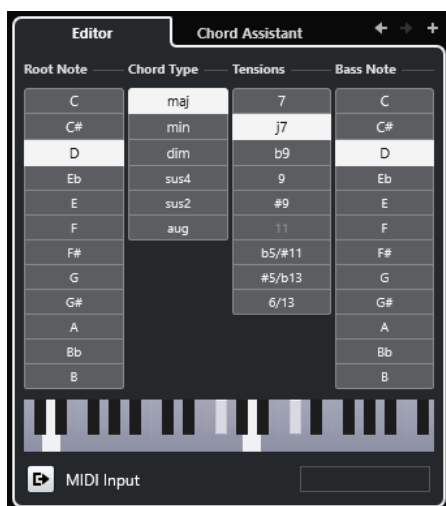 Editor Chord Assistant
Root Note Chord Type Tensions Bass Note
C maj 7 C
C# min j7 C#
D dim b9 D
Eb sus4 9 Eb
E sus2 #9 E
F aug 11 F
F# b5/#11 F#
G #5/b13 G
G# 6/13 G#
A A
Bb Bb
B B
MIDI Input